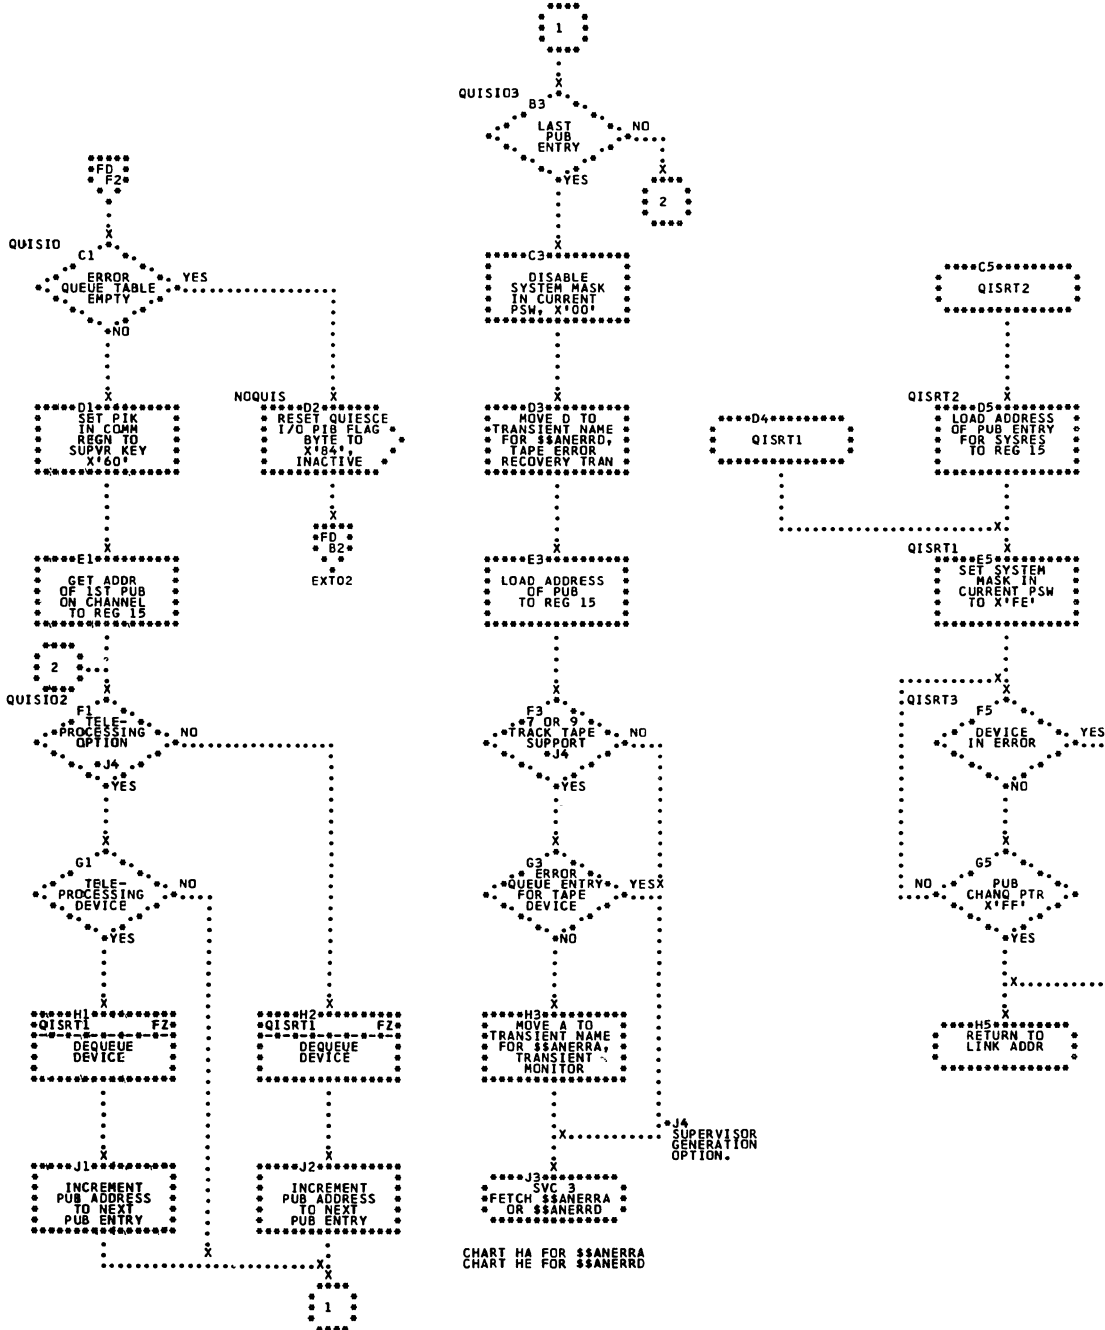 1
QUISIO3
B3
LAST
PUB
ENTRY
NO
YES
2
FD
F2
QUISIO
C1
ERROR
QUEUE TABLE
EMPTY
YES
NO
C3
DISABLE
SYSTEM MASK
IN CURRENT
PSW, X'00'
C5
QISRT2
D1
SET PIK
IN COMM
REGN TO
SUPVR KEY
X'60'
NOQUIS
D2
RESET QUIESCE
I/O PIB FLAG
BYTE TO
X'84',
INACTIVE
D3
MOVE D TO
TRANSIENT NAME
FOR $$ANERRD,
TAPE ERROR
RECOVERY TRAN
D4
QISRT1
QISRT2
D5
LOAD ADDRESS
OF PUB ENTRY
FOR SYSRES
TO REG 15
FD
B2
EXT02
E1
GET ADDR
OF 1ST PUB
ON CHANNEL
TO REG 15
E3
LOAD ADDRESS
OF PUB
TO REG 15
QISRT1
E5
SET SYSTEM
MASK IN
CURRENT PSW
TO X'FE'
2
QUISIO2
F1
TELE-
PROCESSING
OPTION
J4
NO
YES
F3
7 OR 9
TRACK TAPE
SUPPORT
J4
NO
YES
QISRT3
F5
DEVICE
IN ERROR
YES
NO
G1
TELE-
PROCESSING
DEVICE
NO
YES
G3
ERROR
QUEUE ENTRY
FOR TAPE
DEVICE
YES
NO
G5
PUB
CHANQ PTR
X'FF'
NO
YES
H1
QISRT1 FZ
DEQUEUE
DEVICE
H2
QISRT1 FZ
DEQUEUE
DEVICE
H3
MOVE A TO
TRANSIENT NAME
FOR $$ANERRA,
TRANSIENT
MONITOR
H5
RETURN TO
LINK ADDR
*J4
SUPERVISOR
GENERATION
OPTION.
J1
INCREMENT
PUB ADDRESS
TO NEXT
PUB ENTRY
J2
INCREMENT
PUB ADDRESS
TO NEXT
PUB ENTRY
J3
SVC 3
FETCH $$ANERRA
OR $$ANERRD
CHART HA FOR $$ANERRA
CHART HE FOR $$ANERRD
1